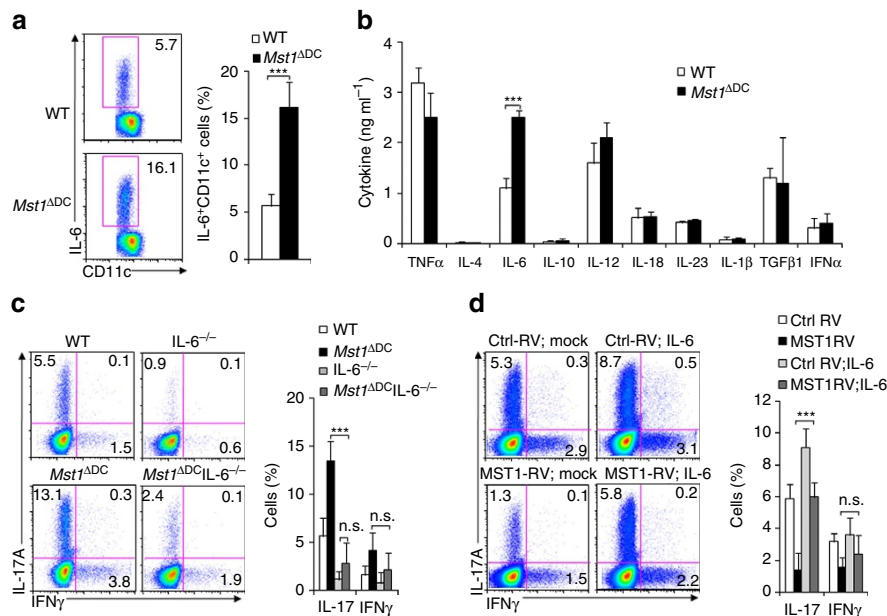 a
5.7
WT
16.1
Mst1ΔDC
IL-6
CD11c
WT
Mst1ΔDC
***
20
15
10
5
0
IL-6+CD11c+ cells (%)
b
4
3
2
1
0
Cytokine (ng ml−1)
WT
Mst1ΔDC
***
TNFα IL-4 IL-6 IL-10 IL-12 IL-18 IL-23 IL-1β TGFβ1 IFNα
c
WT IL-6−/−
5.5 0.1 0.9 0.1
1.5 0.6
Mst1ΔDC Mst1ΔDCIL-6−/−
13.1 0.3 2.4 0.1
3.8 1.9
IL-17A
IFNγ
WT
Mst1ΔDC
IL-6−/−
Mst1ΔDCIL-6−/−
20
15
10
5
0
Cells (%)
***
n.s. n.s.
IL-17 IFNγ
d
Ctrl-RV; mock Ctrl-RV; IL-6
5.3 0.3 8.7 0.5
2.9 3.1
MST1-RV; mock MST1-RV; IL-6
1.3 0.1 5.8 0.2
1.5 2.2
IL-17A
IFNγ
Ctrl RV
MST1RV
Ctrl RV;IL-6
MST1RV;IL-6
12
10
8
6
4
2
0
Cells (%)
***
n.s.
IL-17 IFNγ